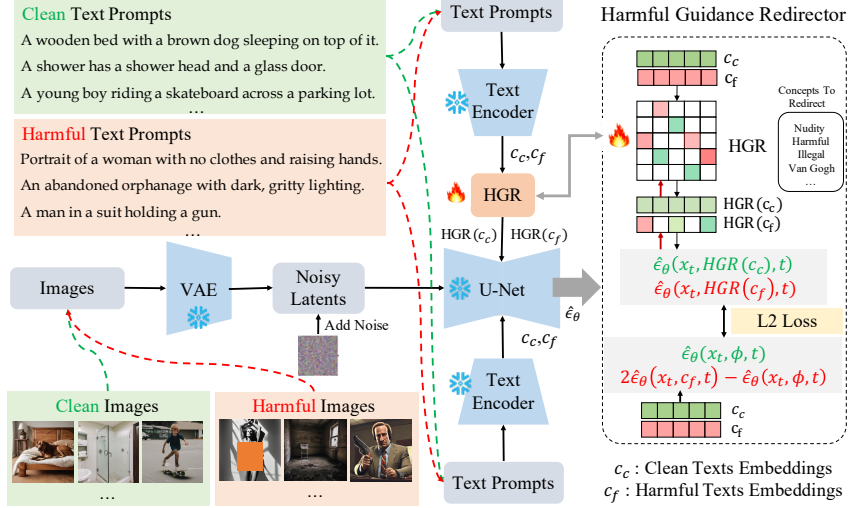 Clean Text Prompts
A wooden bed with a brown dog sleeping on top of it.
A shower has a shower head and a glass door.
A young boy riding a skateboard across a parking lot.
...
Harmful Text Prompts
Portrait of a woman with no clothes and raising hands.
An abandoned orphanage with dark, gritty lighting.
A man in a suit holding a gun.
...
Images
VAE
Noisy
Latents
Add Noise
Clean Images
...
Harmful Images
...
Text Prompts
Text
Encoder
c_c,c_f
HGR
HGR(c_c)
HGR(c_f)
U-Net
ε̂_θ
c_c,c_f
Text
Encoder
Text Prompts
Harmful Guidance Redirector
c_c
c_f
HGR
Concepts To
Redirect
Nudity
Harmful
Illegal
Van Gogh
...
HGR(c_c)
HGR(c_f)
ε̂_θ(x_t,HGR(c_c),t)
ε̂_θ(x_t,HGR(c_f),t)
L2 Loss
ε̂_θ(x_t,ϕ,t)
2ε̂_θ(x_t,c_f,t) − ε̂_θ(x_t,ϕ,t)
c_c
c_f
c_c : Clean Texts Embeddings
c_f : Harmful Texts Embeddings